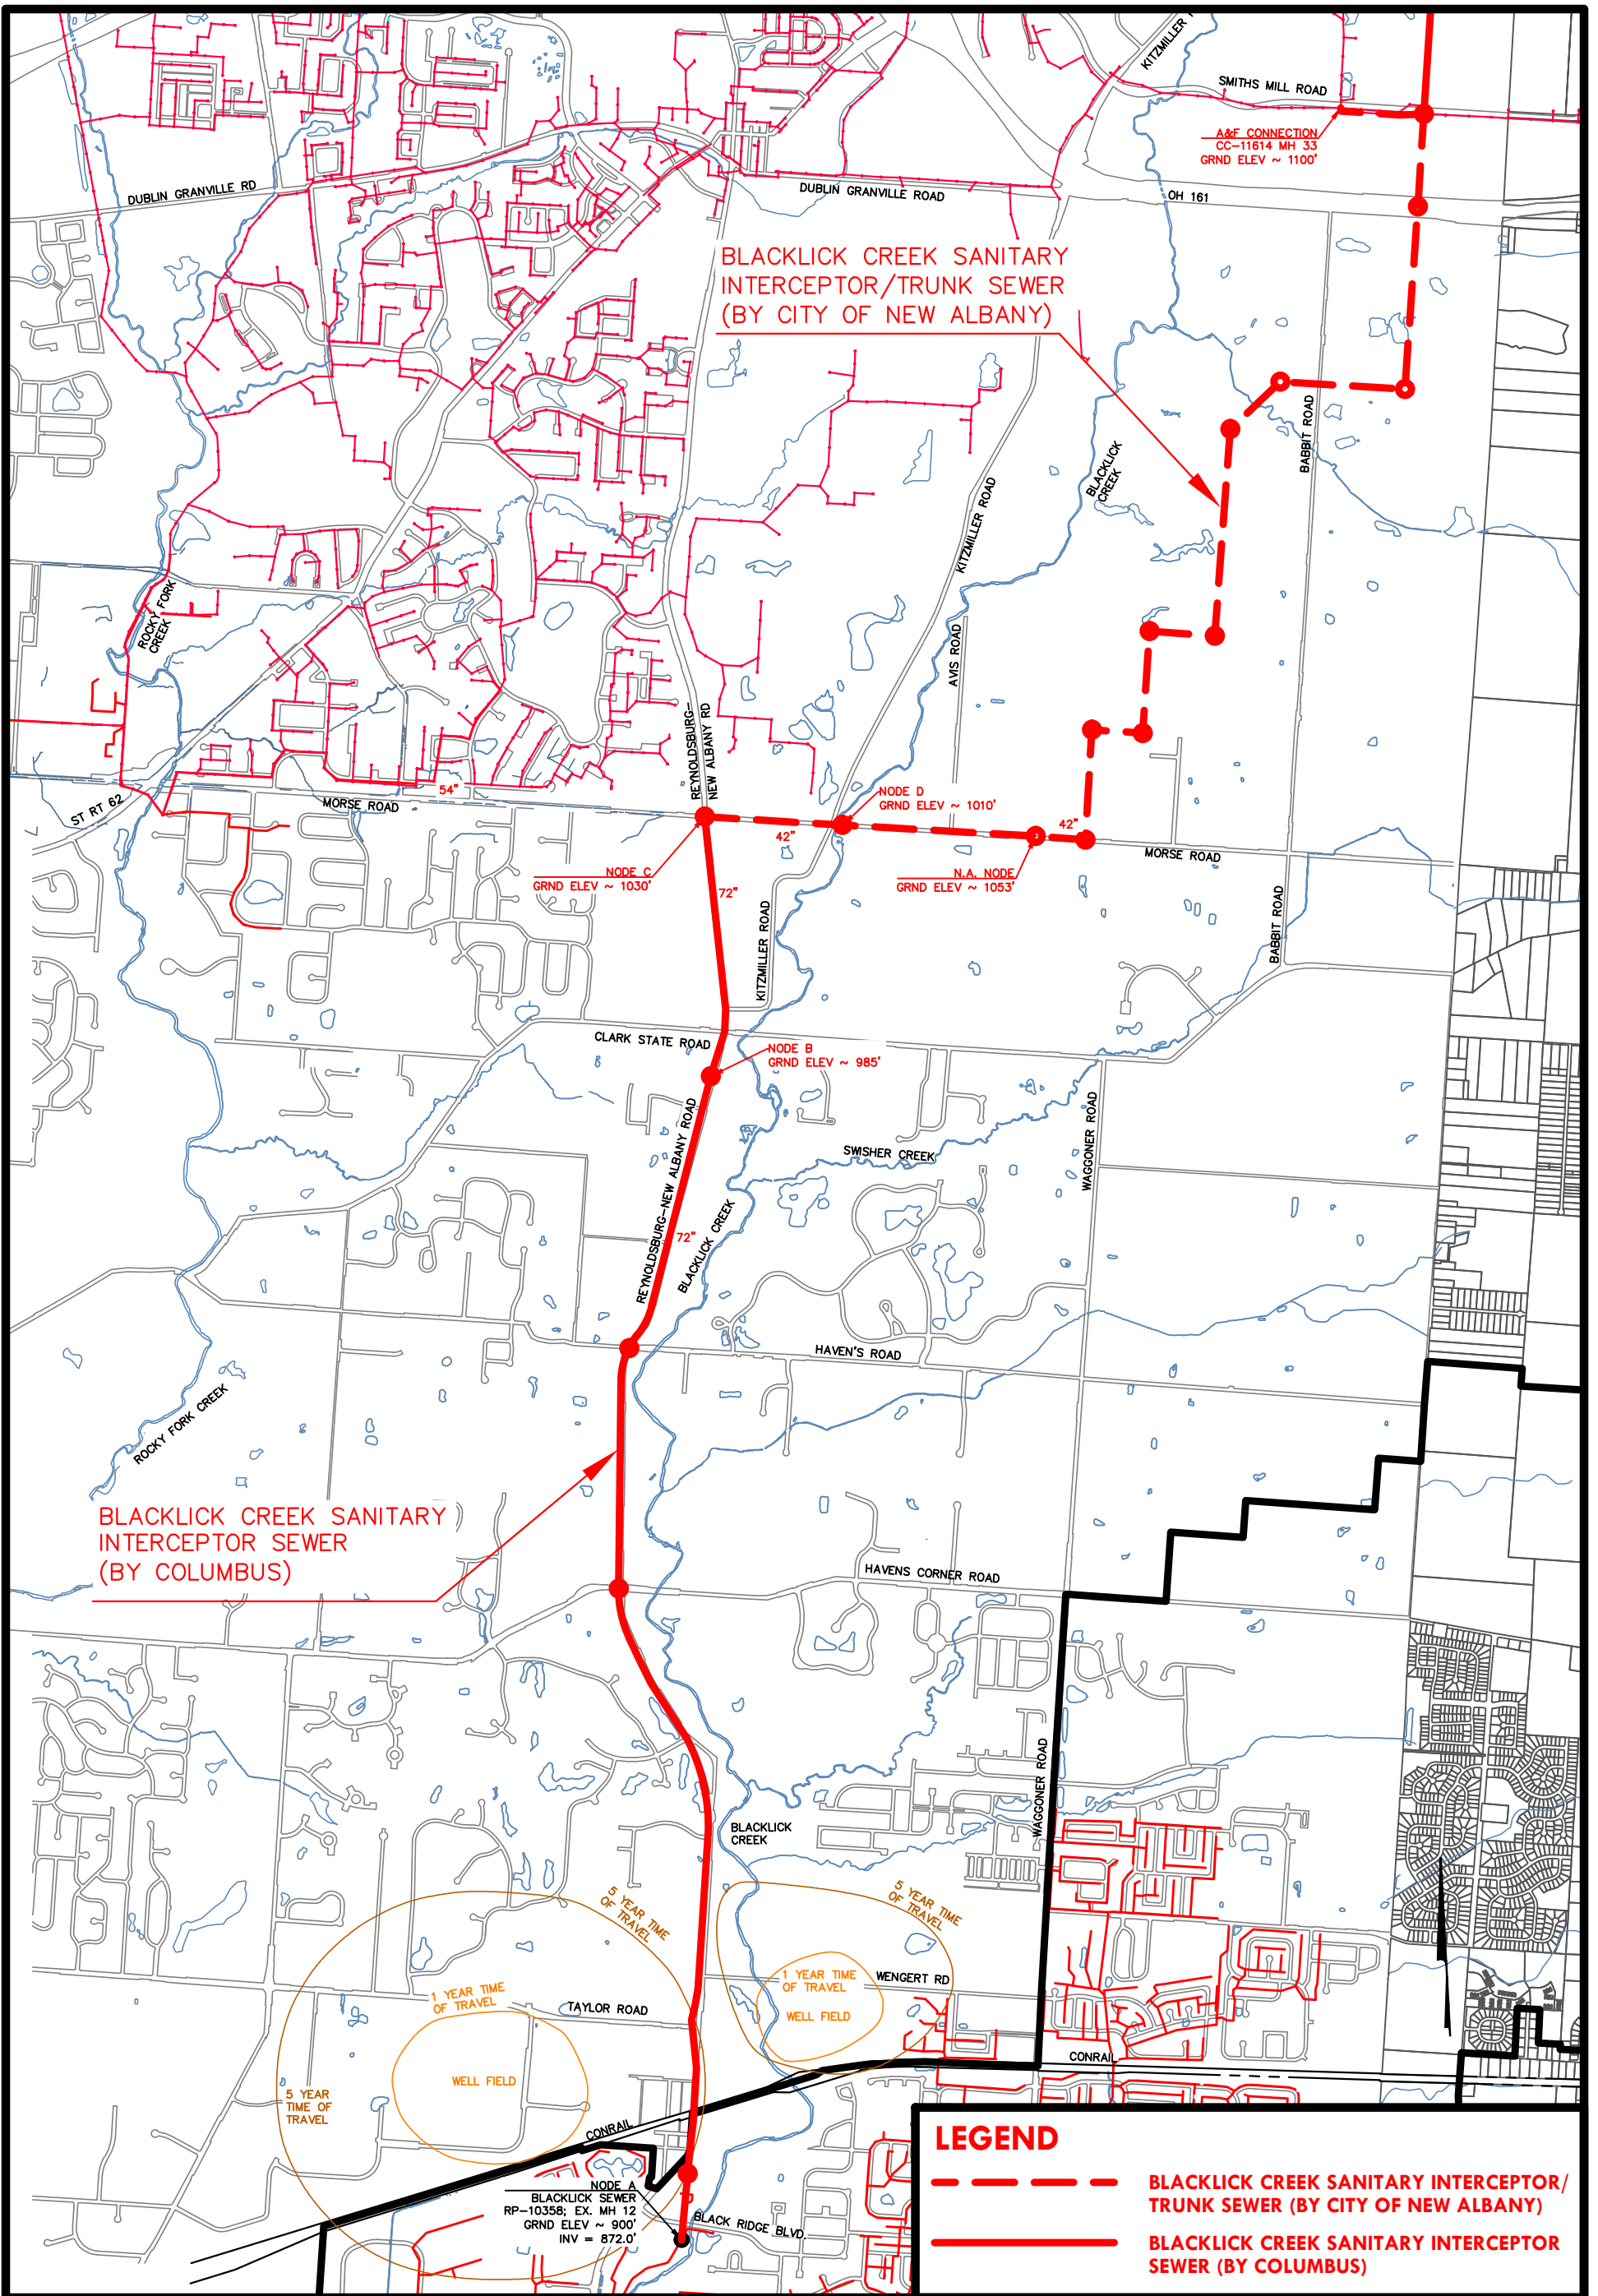 KITZMILLER
SMITHS MILL ROAD
A&F CONNECTION
CC-11614 MH 33
GRND ELEV ~ 1100'
DUBLIN GRANVILLE RD
DUBLIN GRANVILLE ROAD
OH 161
BLACKLICK CREEK SANITARY
INTERCEPTOR/TRUNK SEWER
(BY CITY OF NEW ALBANY)
BABBIT ROAD
BLACKLICK
CREEK
KITZMILLER ROAD
ROCKY FORK
CREEK
AVIS ROAD
REYNOLDSBURG-
NEW ALBANY RD
54"
ST RT 62
MORSE ROAD
NODE D
GRND ELEV ~ 1010'
42"
42"
MORSE ROAD
NODE C
GRND ELEV ~ 1030'
N.A. NODE
GRND ELEV ~ 1053'
72"
KITZMILLER ROAD
BABBIT ROAD
CLARK STATE ROAD
NODE B
GRND ELEV ~ 985'
REYNOLDSBURG-NEW ALBANY ROAD
SWISHER CREEK
WAGGONER ROAD
72"
BLACKLICK CREEK
HAVEN'S ROAD
ROCKY FORK CREEK
BLACKLICK CREEK SANITARY
INTERCEPTOR SEWER
(BY COLUMBUS)
HAVENS CORNER ROAD
WAGGONER ROAD
BLACKLICK
CREEK
5 YEAR TIME
OF TRAVEL
5 YEAR TIME
OF TRAVEL
1 YEAR TIME
OF TRAVEL
WENGERT RD
WELL FIELD
1 YEAR TIME
OF TRAVEL
TAYLOR ROAD
WELL FIELD
CONRAIL
5 YEAR
TIME OF
TRAVEL
CONRAIL
NODE A
BLACKLICK SEWER
RP-10358; EX. MH 12
GRND ELEV ~ 900'
INV = 872.0'
BLACK RIDGE BLVD.
LEGEND
BLACKLICK CREEK SANITARY INTERCEPTOR/
TRUNK SEWER (BY CITY OF NEW ALBANY)
BLACKLICK CREEK SANITARY INTERCEPTOR
SEWER (BY COLUMBUS)